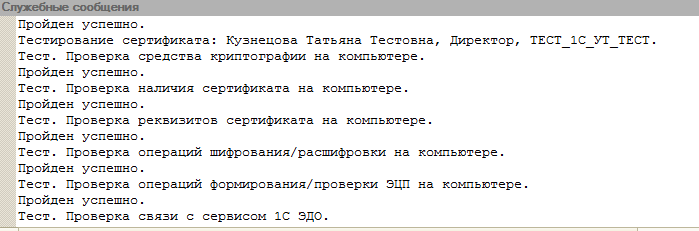 Служебные сообщения
Пройден успешно.
Тестирование сертификата: Кузнецова Татьяна Тестовна, Директор, ТЕСТ_1С_УТ_ТЕСТ.
Тест. Проверка средства криптографии на компьютере.
Пройден успешно.
Тест. Проверка наличия сертификата на компьютере.
Пройден успешно.
Тест. Проверка реквизитов сертификата на компьютере.
Пройден успешно.
Тест. Проверка операций шифрования/расшифровки на компьютере.
Пройден успешно.
Тест. Проверка операций формирования/проверки ЭЦП на компьютере.
Пройден успешно.
Тест. Проверка связи с сервисом 1С ЭДО.